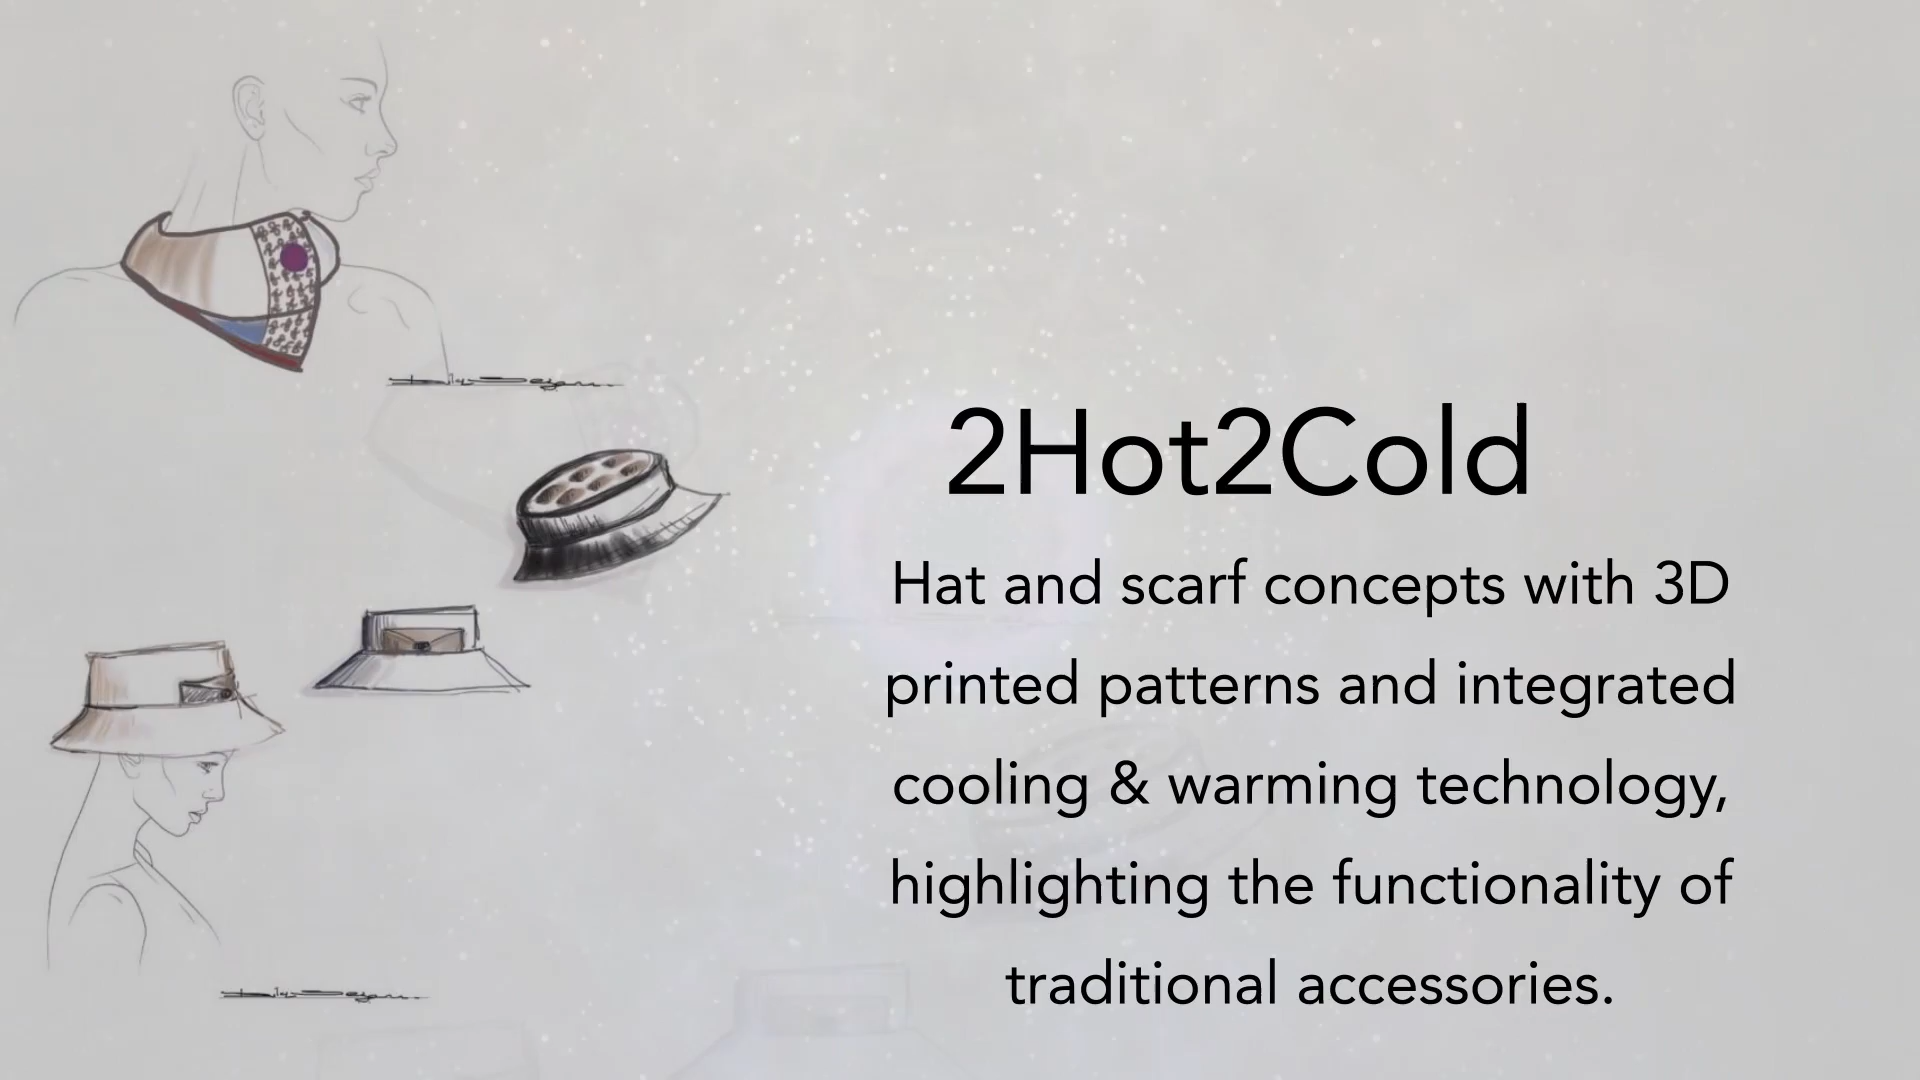 2Hot2Cold
Hat and scarf concepts with 3D
printed patterns and integrated
cooling & warming technology,
highlighting the functionality of
traditional accessories.